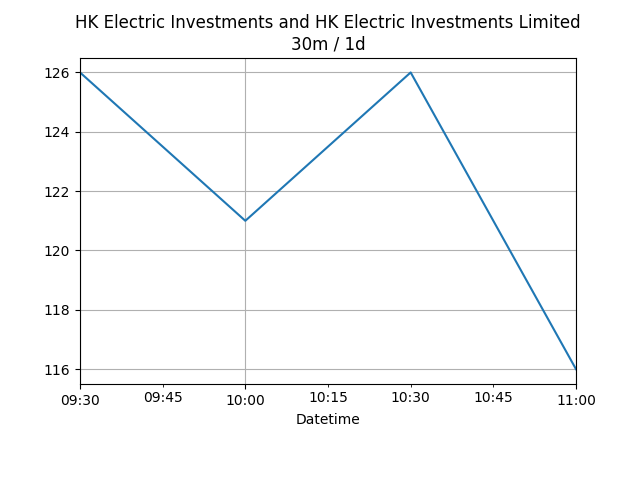 HK Electric Investments and HK Electric Investments Limited
30m / 1d
126
124
122
120
118
116
09:30 09:45 10:00 10:15 10:30 10:45 11:00
Datetime